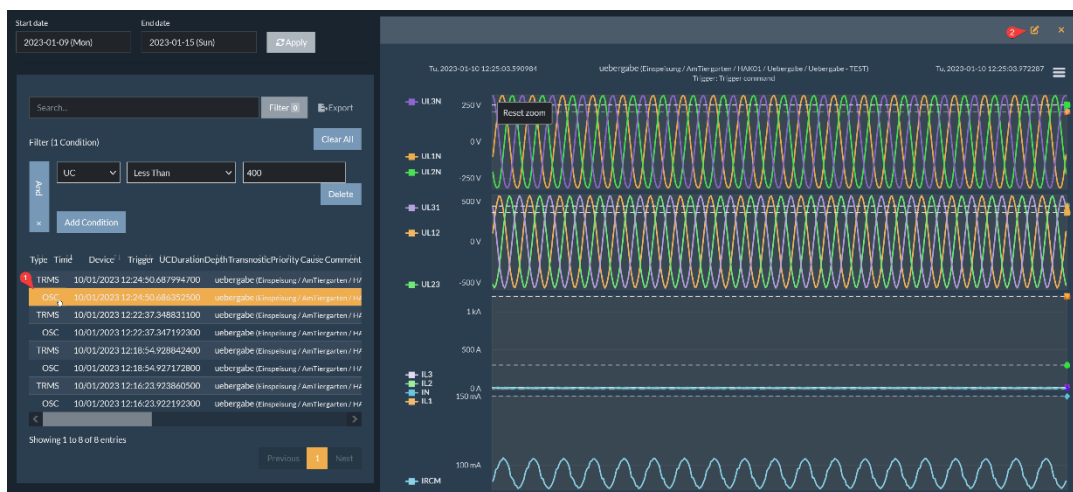 Start date
End date
2023-01-09 (Mon)
2023-01-15 (Sun)
Apply
Search...
Filter 0
Export
Filter (1 Condition)
Clear All
And
×
UC
Less Than
400
Delete
Add Condition
Type Time Device Trigger UC Duration Depth Transnostic Priority Cause Comment
1
TRMS 10/01/2023 12:24:50.687994700 uebergabe (Einspeisung / AmTiergarten / HA
OSC 10/01/2023 12:24:50.686352500 uebergabe (Einspeisung / AmTiergarten / HA
TRMS 10/01/2023 12:22:37.348831100 uebergabe (Einspeisung / AmTiergarten / HA
OSC 10/01/2023 12:22:37.347192300 uebergabe (Einspeisung / AmTiergarten / HA
TRMS 10/01/2023 12:18:54.928842400 uebergabe (Einspeisung / AmTiergarten / HA
OSC 10/01/2023 12:18:54.927172800 uebergabe (Einspeisung / AmTiergarten / HA
TRMS 10/01/2023 12:16:23.923860500 uebergabe (Einspeisung / AmTiergarten / HA
OSC 10/01/2023 12:16:23.922192300 uebergabe (Einspeisung / AmTiergarten / HA
Showing 1 to 8 of 8 entries
Previous 1 Next
2
×
Tu, 2023-01-10 12:25:03.590984
uebergabe (Einspeisung / AmTiergarten / HAK01 / Uebergabe / Uebergabe - TEST)
Trigger: Trigger command
Tu, 2023-01-10 12:25:03.972287
Reset zoom
UL3N
250 V
0 V
UL1N
UL2N
-250 V
500 V
UL31
UL12
0 V
UL23
-500 V
1 kA
500 A
IL3
IL2
IN
IL1
0 A
150 mA
100 mA
IRCM